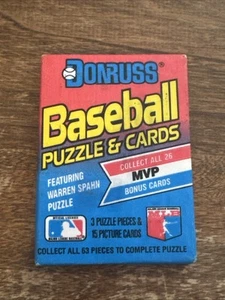 DONRUSS
Baseball
PUZZLE & CARDS
COLLECT ALL 26
MVP
BONUS CARDS
FEATURING
WARREN SPAHN
PUZZLE
3 PUZZLE PIECES &
15 PICTURE CARDS
COLLECT ALL 63 PIECES TO COMPLETE PUZZLE